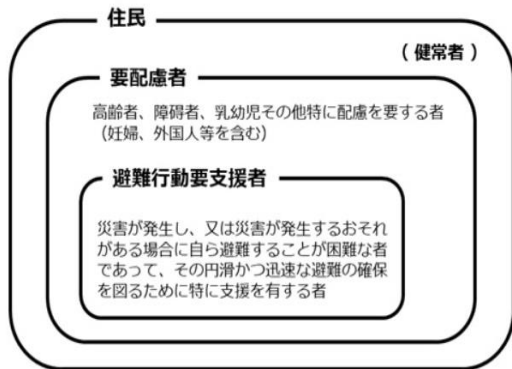 住民
( 健常者 )
要配慮者
高齢者、障碍者、乳幼児その他特に配慮を要する者
（妊婦、外国人等を含む）
避難行動要支援者
災害が発生し、又は災害が発生するおそれ
がある場合に自ら避難することが困難な者
であって、その円滑かつ迅速な避難の確保
を図るために特に支援を有する者